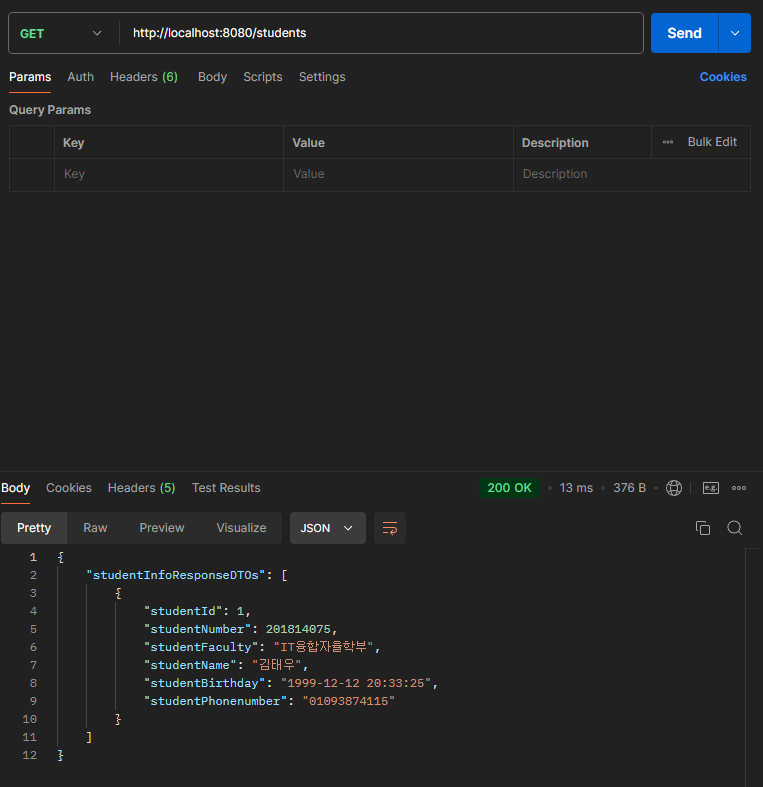 GET http://localhost:8080/students Send
Params Auth Headers (6) Body Scripts Settings Cookies
Query Params
Key Value Description Bulk Edit
Key Value Description
Body Cookies Headers (5) Test Results 200 OK 13 ms 376 B e.g.
Pretty Raw Preview Visualize JSON
1 {
2 "studentInfoResponseDTOs": [
3 {
4 "studentId": 1,
5 "studentNumber": 201814075,
6 "studentFaculty": "IT융합자율학부",
7 "studentName": "김태우",
8 "studentBirthday": "1999-12-12 20:33:25",
9 "studentPhonenumber": "01093874115"
10 }
11 ]
12 }